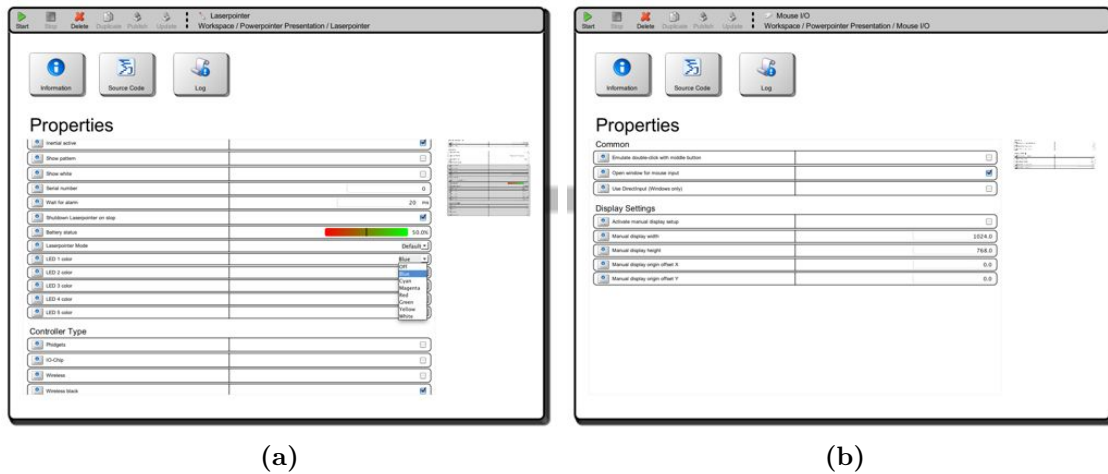 Start Stop Delete Duplicate Publish Update
Laserpointer
Workspace / Powerpointer Presentation / Laserpointer
Information
Source Code
Log
Properties
Inertial active
Show pattern
Show white
Serial number 0
Wait for alarm 20 ms
Shutdown Laserpointer on stop
Battery status 50.0%
Laserpointer Mode Default
LED 1 color Blue
Off
Blue
LED 2 color
Cyan
Magenta
LED 3 color
Red
LED 4 color
Green
Yellow
LED 5 color
White
Controller Type
Phidgets
IO-Chip
Wireless
Wireless black
(a)
Start Stop Delete Duplicate Publish Update
Mouse I/O
Workspace / Powerpointer Presentation / Mouse I/O
Information
Source Code
Log
Properties
Common
Emulate double-click with middle button
Open window for mouse input
Use DirectInput (Windows only)
Display Settings
Activate manual display setup
Manual display width 1024.0
Manual display height 768.0
Manual display origin offset X 0.0
Manual display origin offset Y 0.0
(b)